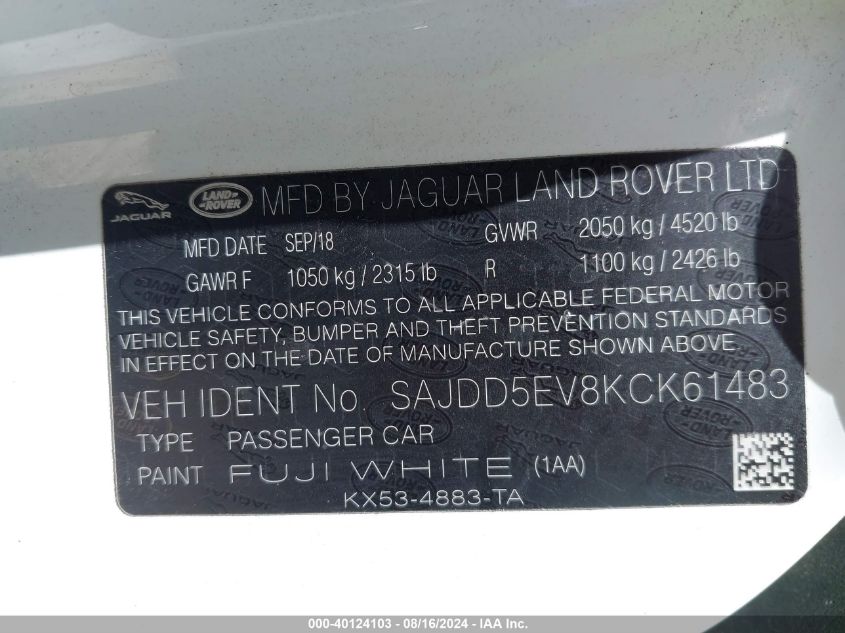 JAGUAR
LAND ROVER
MFD BY JAGUAR LAND ROVER LTD
MFD DATE SEP/18 GVWR 2050 kg / 4520 lb
GAWR F 1050 kg / 2315 lb R 1100 kg / 2426 lb
THIS VEHICLE CONFORMS TO ALL APPLICABLE FEDERAL MOTOR
VEHICLE SAFETY, BUMPER AND THEFT PREVENTION STANDARDS
IN EFFECT ON THE DATE OF MANUFACTURE SHOWN ABOVE.
VEH IDENT No. SAJDD5EV8KCK61483
TYPE PASSENGER CAR
PAINT FUJI WHITE (1AA)
KX53-4883-TA
000-40124103 - 08/16/2024 - IAA Inc.